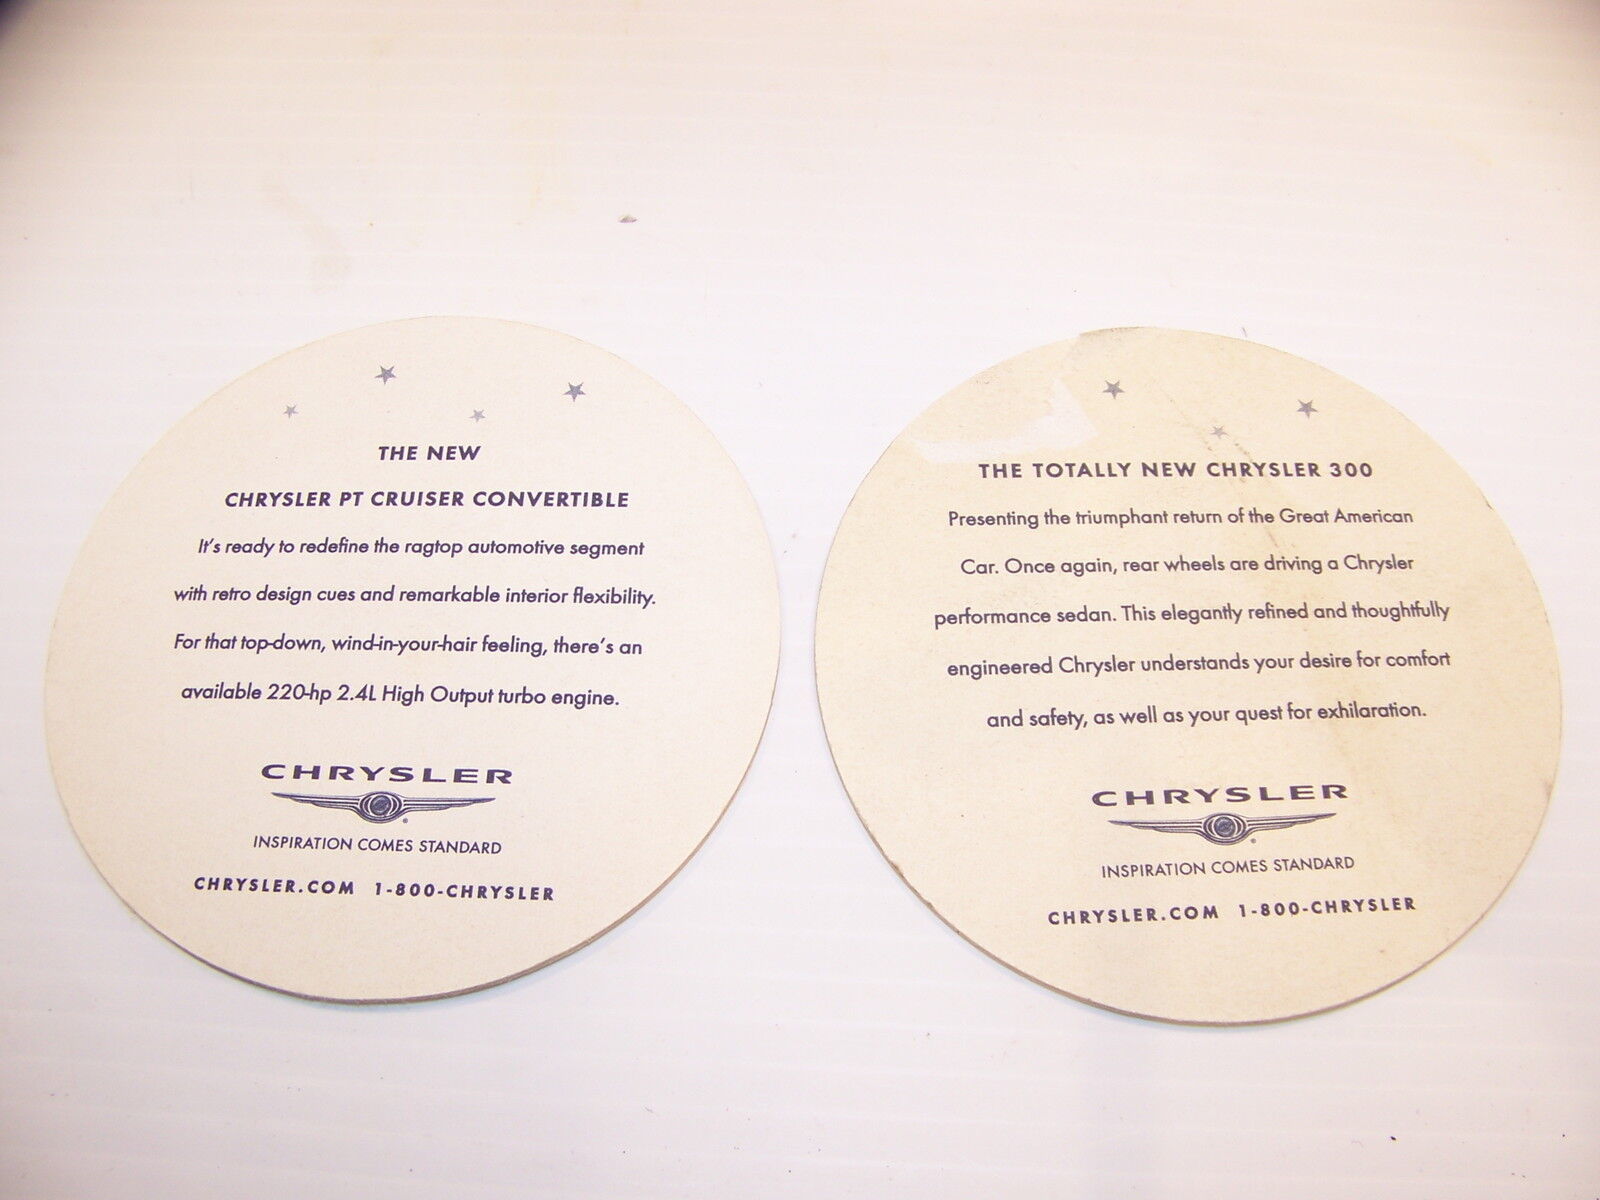 THE NEW
CHRYSLER PT CRUISER CONVERTIBLE
It's ready to redefine the ragtop automotive segment
with retro design cues and remarkable interior flexibility.
For that top-down, wind-in-your-hair feeling, there's an
available 220-hp 2.4L High Output turbo engine.
CHRYSLER
INSPIRATION COMES STANDARD
CHRYSLER.COM 1-800-CHRYSLER
THE TOTALLY NEW CHRYSLER 300
Presenting the triumphant return of the Great American
Car. Once again, rear wheels are driving a Chrysler
performance sedan. This elegantly refined and thoughtfully
engineered Chrysler understands your desire for comfort
and safety, as well as your quest for exhilaration.
CHRYSLER
INSPIRATION COMES STANDARD
CHRYSLER.COM 1-800-CHRYSLER